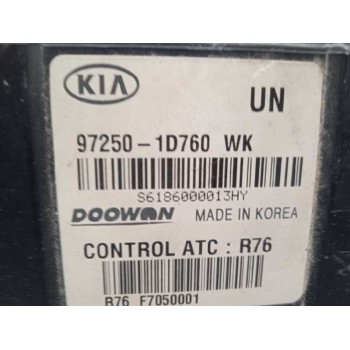 KIA
UN
97250-1D760 WK
S6186000013HY
DOOWON MADE IN KOREA
CONTROL ATC : R76
R76 F7050001